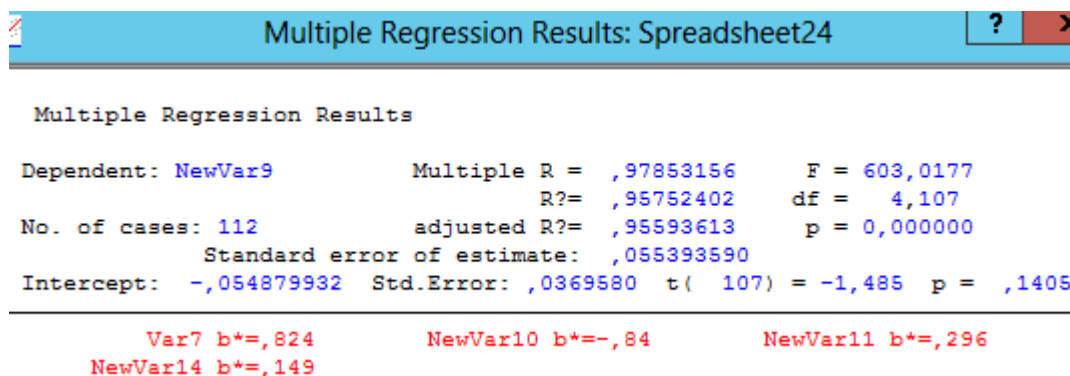 Multiple Regression Results: Spreadsheet24 ? X
Multiple Regression Results
Dependent: NewVar9 Multiple R = ,97853156 F = 603,0177
R?= ,95752402 df = 4,107
No. of cases: 112 adjusted R?= ,95593613 p = 0,000000
Standard error of estimate: ,055393590
Intercept: -,054879932 Std.Error: ,0369580 t( 107) = -1,485 p = ,1405
Var7 b*=,824 NewVar10 b*=-,84 NewVar11 b*=,296
NewVar14 b*=,149